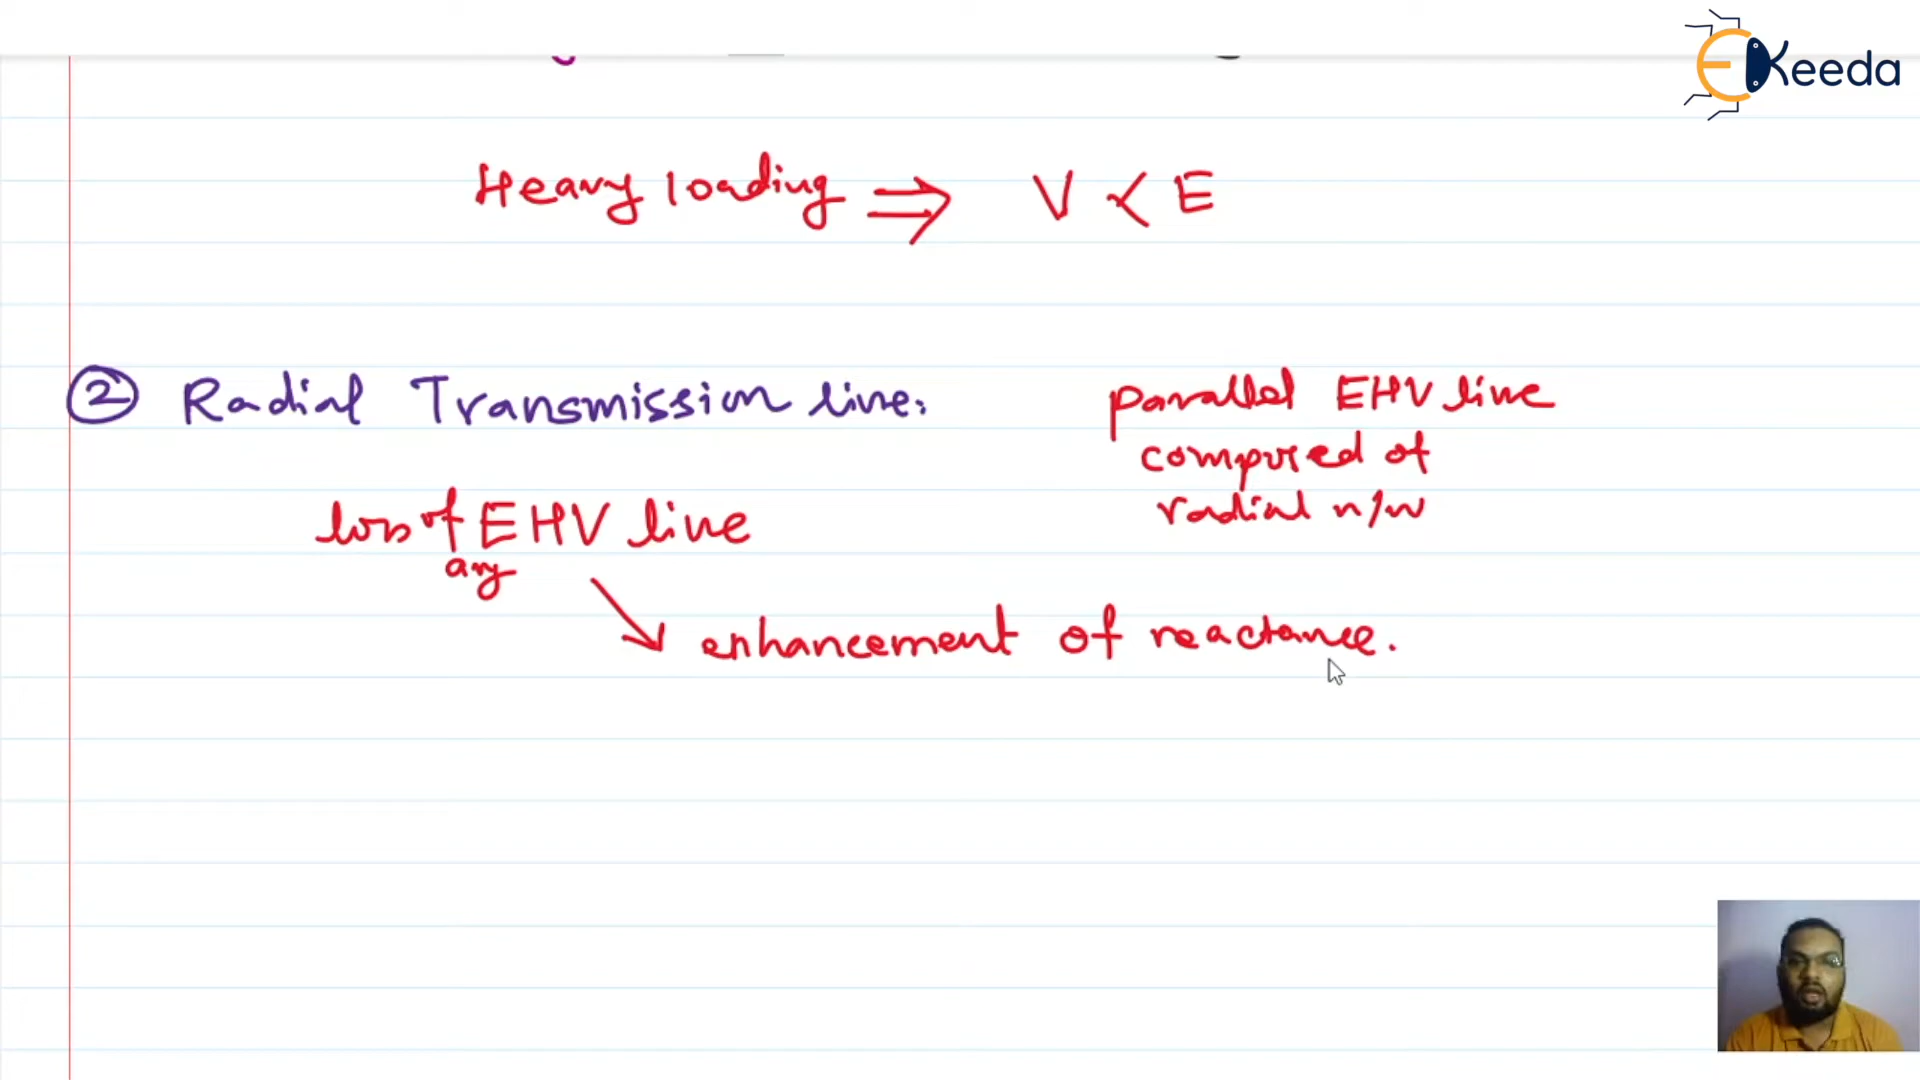 EKeeda
Heavy loading ⇒ V < E
② Radial Transmission line:
parallel EHV line
composed of
radial n/w
loss of EHV line
any
↘ enhancement of reactance.